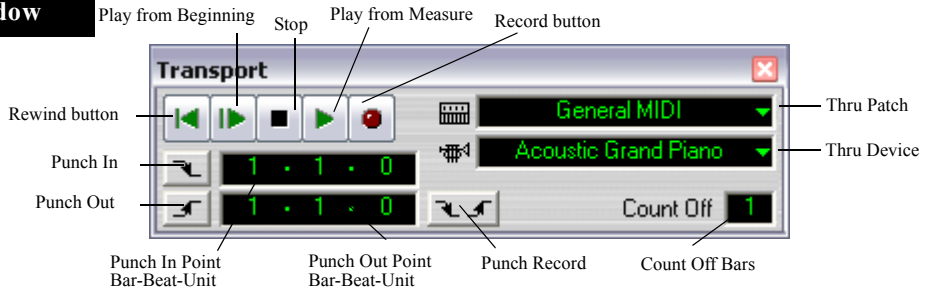 dow
Play from Beginning
Stop
Play from Measure
Record button
Transport
Rewind button
General MIDI
Thru Patch
Punch In
1 . 1 . 0
Acoustic Grand Piano
Thru Device
Punch Out
1 . 1 . 0
Count Off 1
Punch In Point
Bar-Beat-Unit
Punch Out Point
Bar-Beat-Unit
Punch Record
Count Off Bars